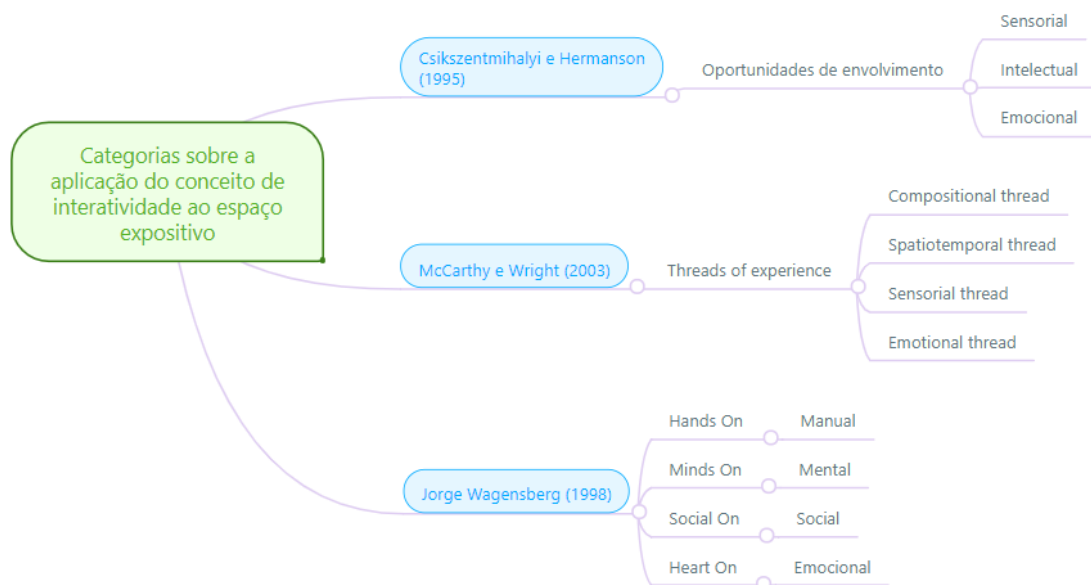 Categorias sobre a
aplicação do conceito de
interatividade ao espaço
expositivo
Csikszentmihalyi e Hermanson
(1995)
Oportunidades de envolvimento
Sensorial
Intelectual
Emocional
McCarthy e Wright (2003)
Threads of experience
Compositional thread
Spatiotemporal thread
Sensorial thread
Emotional thread
Jorge Wagensberg (1998)
Hands On
Manual
Minds On
Mental
Social On
Social
Heart On
Emocional